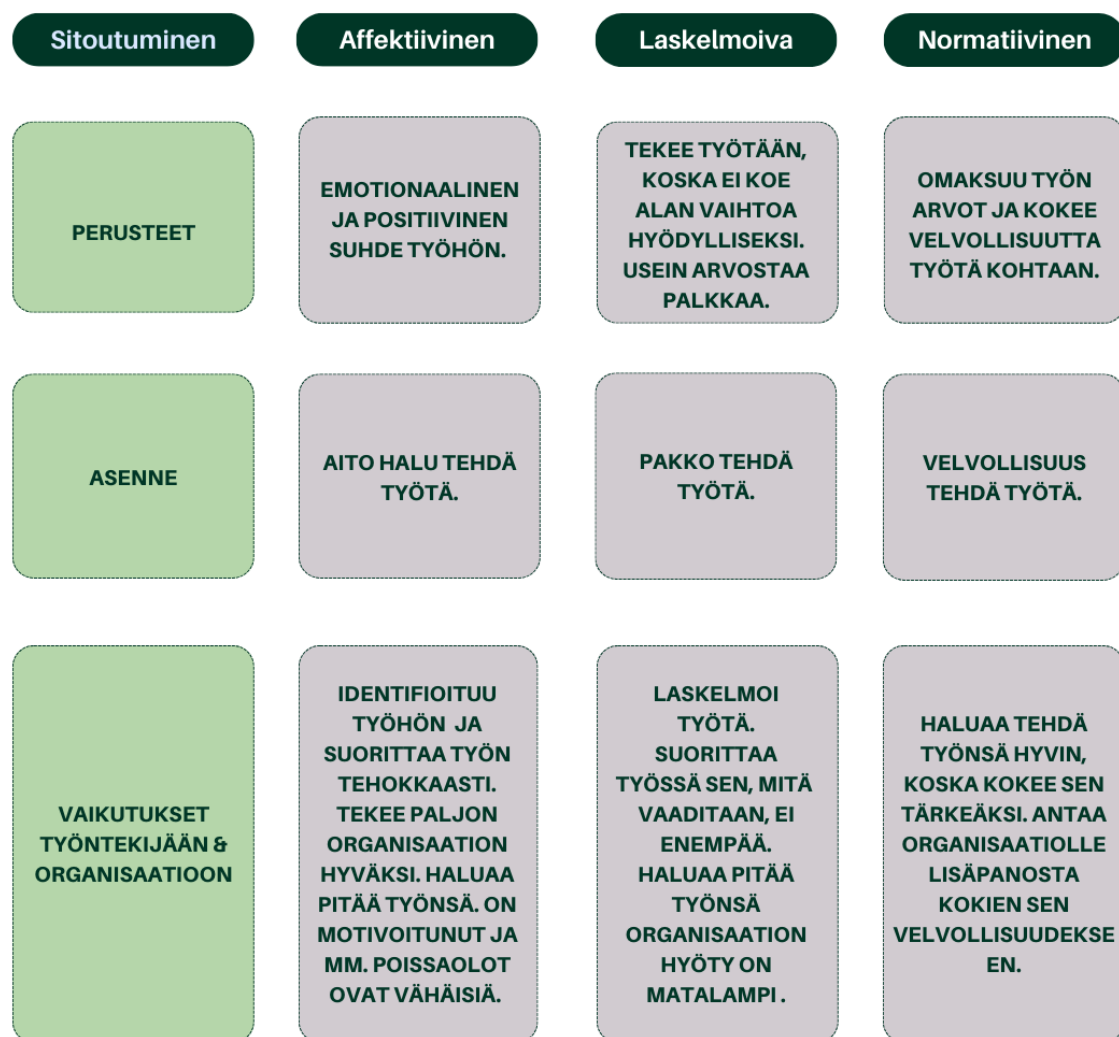 Sitoutuminen
Affektiivinen
Laskelmoiva
Normatiivinen
PERUSTEET
EMOTIONAALINEN
JA POSITIIVINEN
SUHDE TYÖHÖN.
TEKEE TYÖTÄÄN,
KOSKA EI KOE
ALAN VAIHTOA
HYÖDYLLISEKSI.
USEIN ARVOSTAA
PALKKAA.
OMAKSUU TYÖN
ARVOT JA KOKEE
VELVOLLISUUTTA
TYÖTÄ KOHTAAN.
ASENNE
AITO HALU TEHDÄ
TYÖTÄ.
PAKKO TEHDÄ
TYÖTÄ.
VELVOLLISUUS
TEHDÄ TYÖTÄ.
VAIKUTUKSET
TYÖNTEKIJÄÄN &
ORGANISAATIOON
IDENTIFIOITUU
TYÖHÖN JA
SUORITTAA TYÖN
TEHOKKAASTI.
TEKEE PALJON
ORGANISAATION
HYVÄKSI. HALUAA
PITÄÄ TYÖNSÄ. ON
MOTIVOITUNUT JA
MM. POISSAOLOT
OVAT VÄHÄISIÄ.
LASKELMOI
TYÖTÄ.
SUORITTAA
TYÖSSÄ SEN, MITÄ
VAADITAAN, EI
ENEMPÄÄ.
HALUAA PITÄÄ
TYÖNSÄ
ORGANISAATION
HYÖTY ON
MATALAMPI .
HALUAA TEHDÄ
TYÖNSÄ HYVIN,
KOSKA KOKEE SEN
TÄRKEÄKSI. ANTAA
ORGANISAATIOLLE
LISÄPANOSTA
KOKIEN SEN
VELVOLLISUUDEKSE
EN.